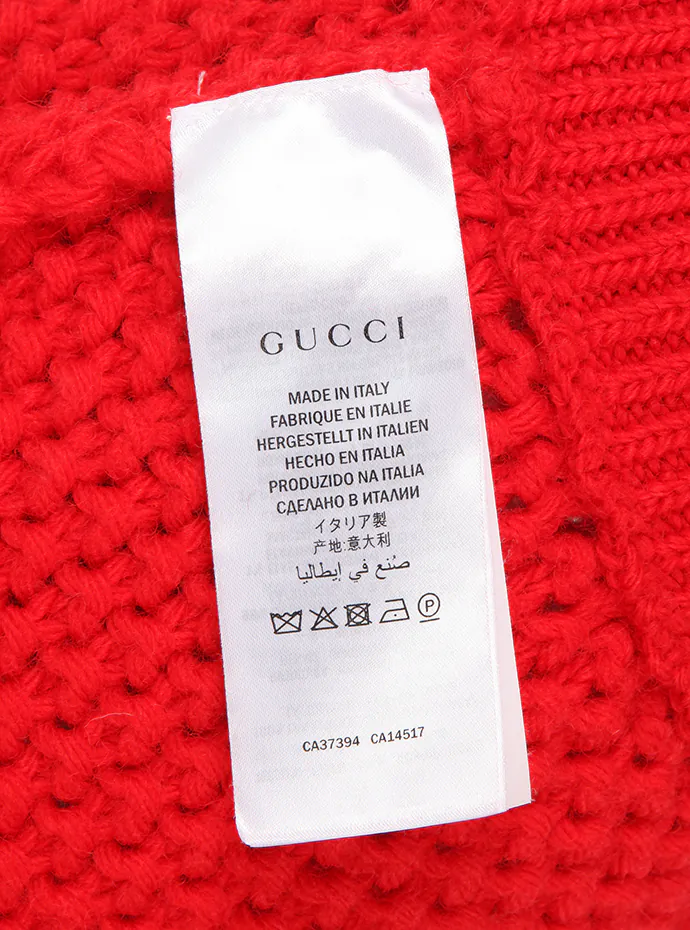 GUCCI
MADE IN ITALY
FABRIQUE EN ITALIE
HERGESTELLT IN ITALIEN
HECHO EN ITALIA
PRODUZIDO NA ITALIA
СДЕЛАНО В ИТАЛИИ
イタリア製
产地:意大利
صُنع في إيطاليا
P
CA37394 CA14517